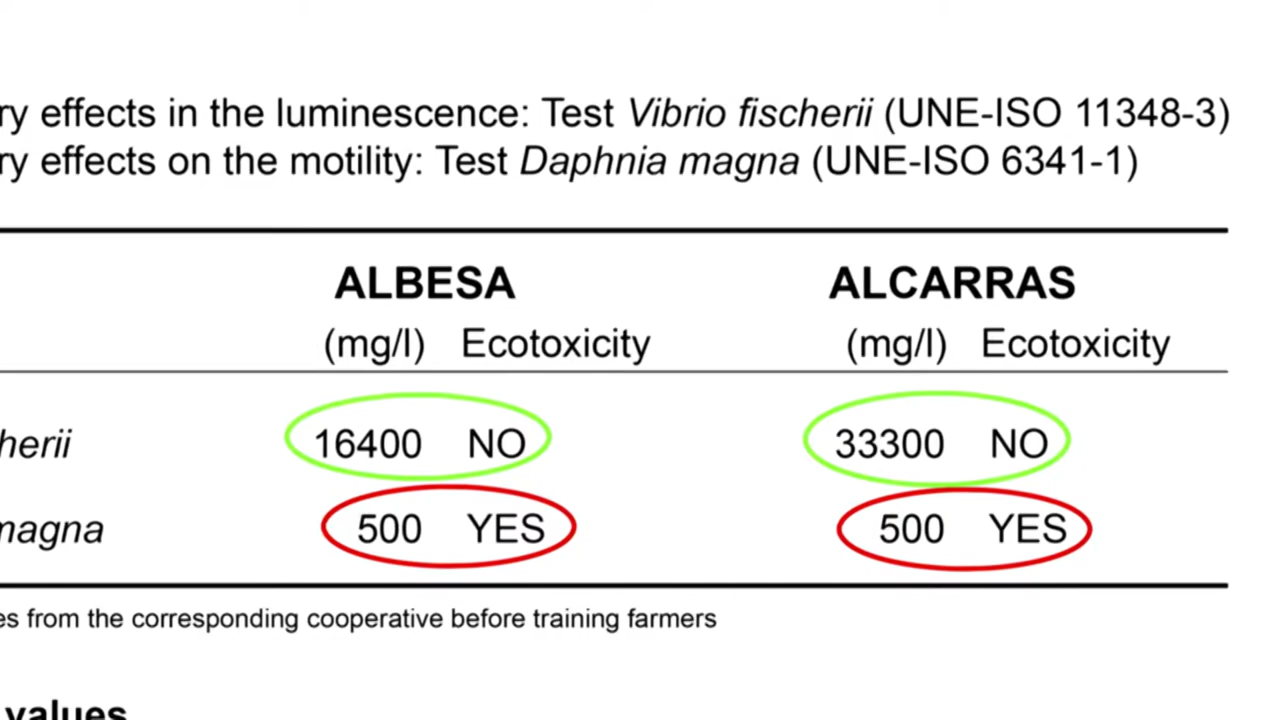 ry effects in the luminescence: Test Vibrio fischerii (UNE-ISO 11348-3)
ry effects on the motility: Test Daphnia magna (UNE-ISO 6341-1)
ALBESA ALCARRAS
(mg/l) Ecotoxicity (mg/l) Ecotoxicity
herii 16400 NO 33300 NO
magna 500 YES 500 YES
es from the corresponding cooperative before training farmers
values